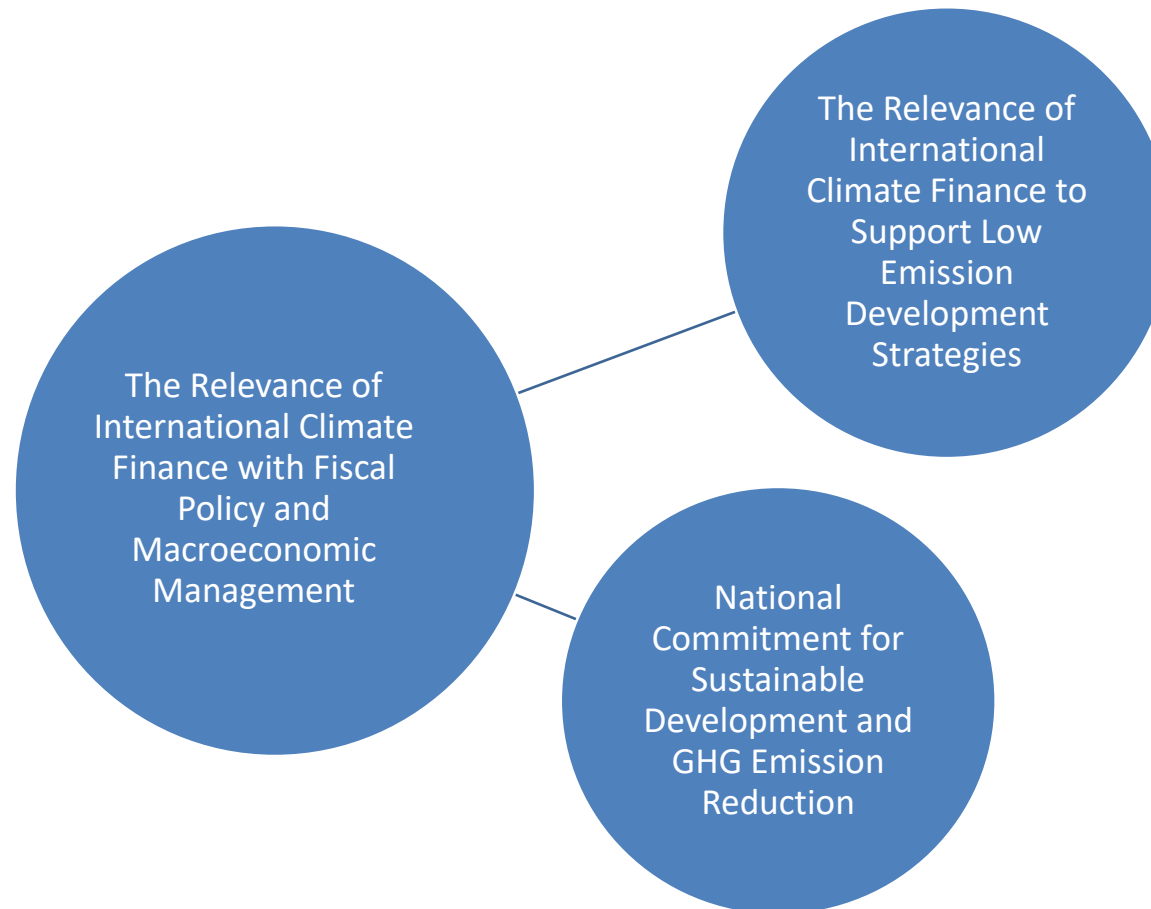 The Relevance of
International
Climate Finance to
Support Low
Emission
Development
Strategies
The Relevance of
International Climate
Finance with Fiscal
Policy and
Macroeconomic
Management
National
Commitment for
Sustainable
Development and
GHG Emission
Reduction